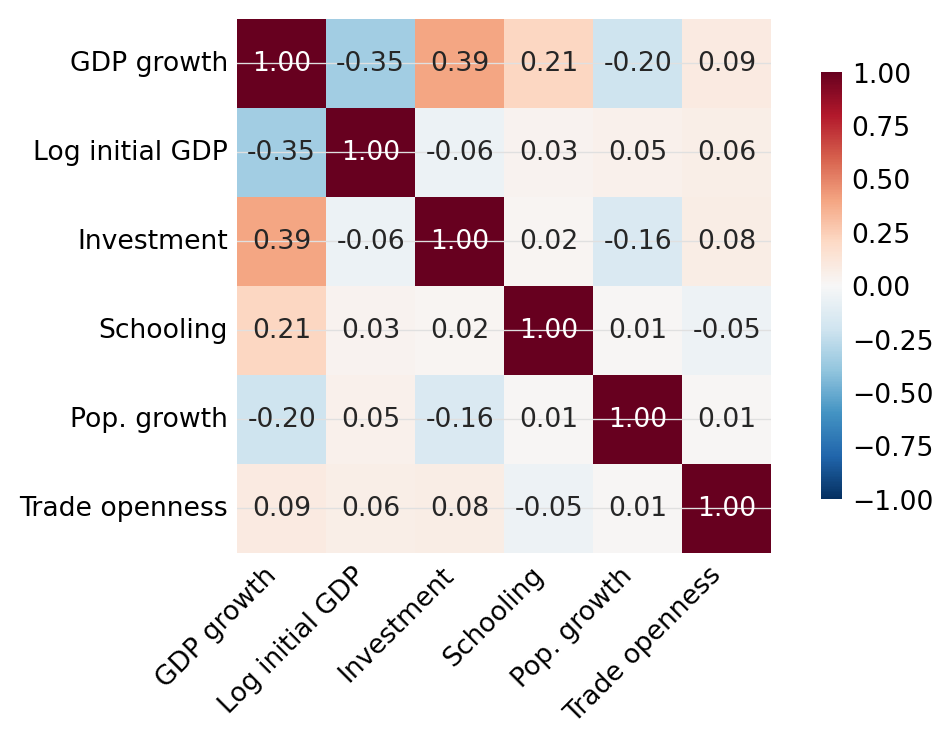 GDP growth 1.00 -0.35 0.39 0.21 -0.20 0.09
Log initial GDP -0.35 1.00 -0.06 0.03 0.05 0.06
Investment 0.39 -0.06 1.00 0.02 -0.16 0.08
Schooling 0.21 0.03 0.02 1.00 0.01 -0.05
Pop. growth -0.20 0.05 -0.16 0.01 1.00 0.01
Trade openness 0.09 0.06 0.08 -0.05 0.01 1.00
GDP growth
Log initial GDP
Investment
Schooling
Pop. growth
Trade openness
1.00
0.75
0.50
0.25
0.00
−0.25
−0.50
−0.75
−1.00